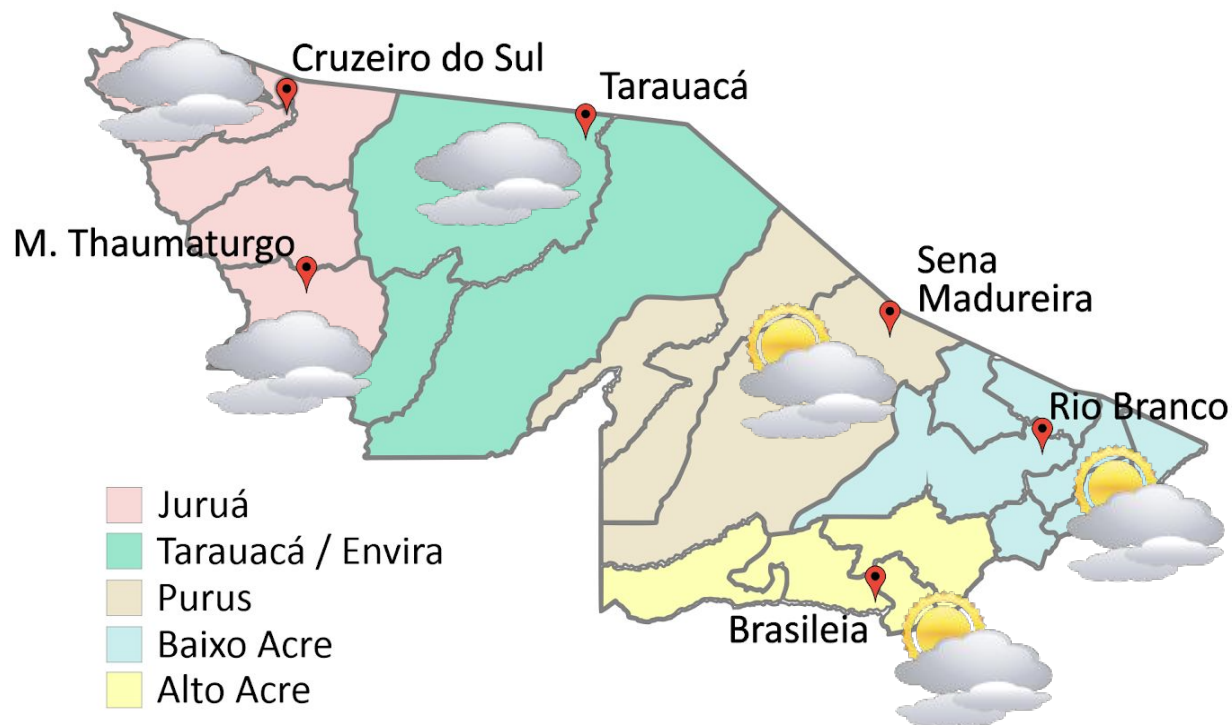 Cruzeiro do Sul
Tarauacá
M. Thaumaturgo
Sena
Madureira
Rio Branco
Brasileia
Juruá
Tarauacá / Envira
Purus
Baixo Acre
Alto Acre